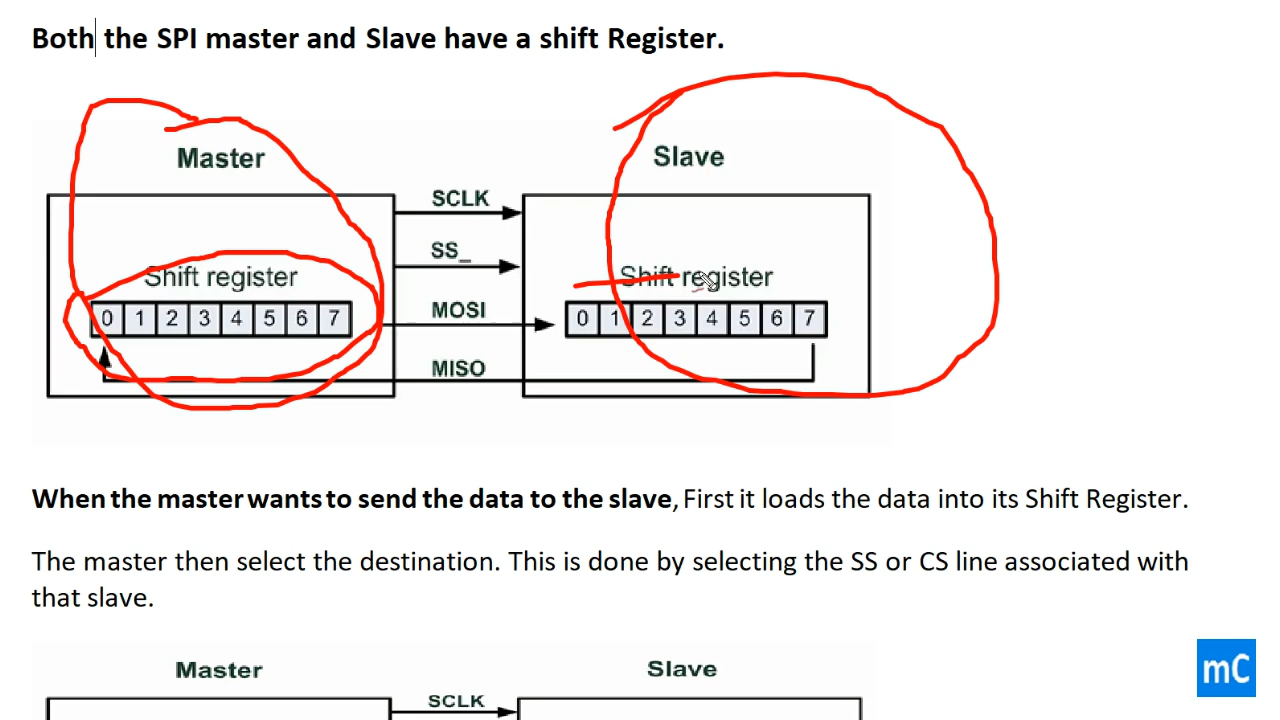 Both the SPI master and Slave have a shift Register.
Master
Slave
SCLK
SS_
Shift register
Shift register
0 1 2 3 4 5 6 7
MOSI
0 1 2 3 4 5 6 7
MISO
When the master wants to send the data to the slave, First it loads the data into its Shift Register.
The master then select the destination. This is done by selecting the SS or CS line associated with
that slave.
Master
Slave
SCLK
mC